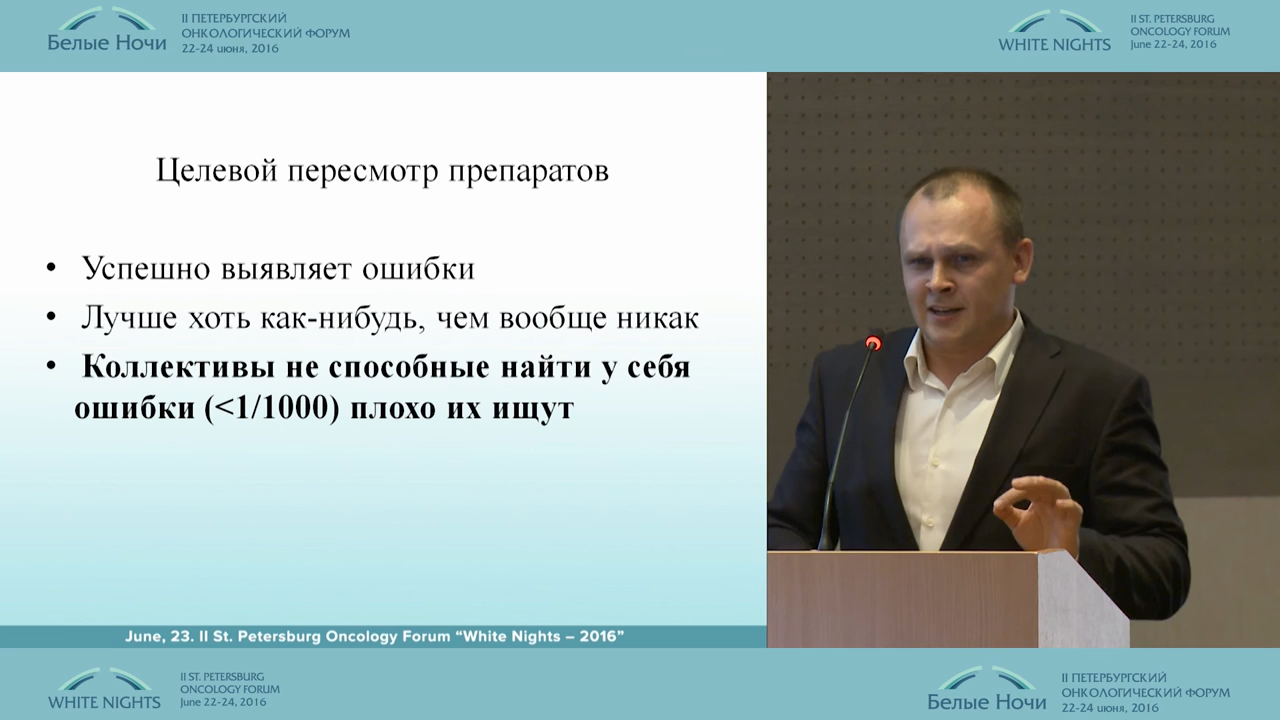 Белые Ночи
II ПЕТЕРБУРГСКИЙ
ОНКОЛОГИЧЕСКИЙ ФОРУМ
22-24 июня, 2016
WHITE NIGHTS
II ST. PETERSBURG
ONCOLOGY FORUM
June 22-24, 2016
Целевой пересмотр препаратов
• Успешно выявляет ошибки
• Лучше хоть как-нибудь, чем вообще никак
• Коллективы не способные найти у себя
ошибки (<1/1000) плохо их ищут
June, 23. II St. Petersburg Oncology Forum “White Nights – 2016”
WHITE NIGHTS
II ST. PETERSBURG
ONCOLOGY FORUM
June 22-24, 2016
Белые Ночи
II ПЕТЕРБУРГСКИЙ
ОНКОЛОГИЧЕСКИЙ ФОРУМ
22-24 июня, 2016